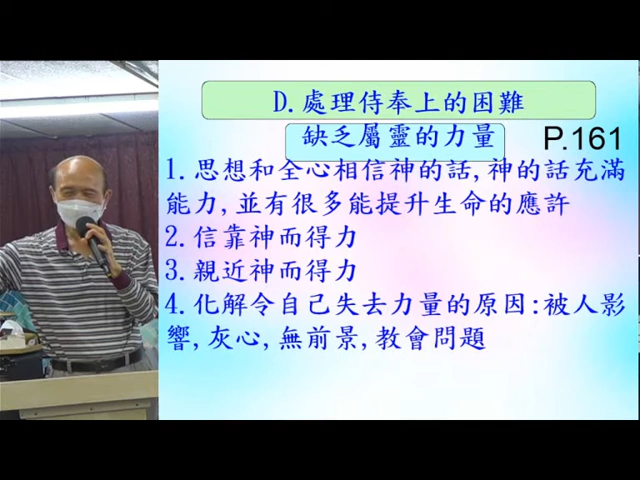 D.處理侍奉上的困難
缺乏屬靈的力量
P.161
1.思想和全心相信神的話,神的話充滿
能力,並有很多能提升生命的應許
2.信靠神而得力
3.親近神而得力
4.化解令自己失去力量的原因:被人影
響,灰心,無前景,教會問題